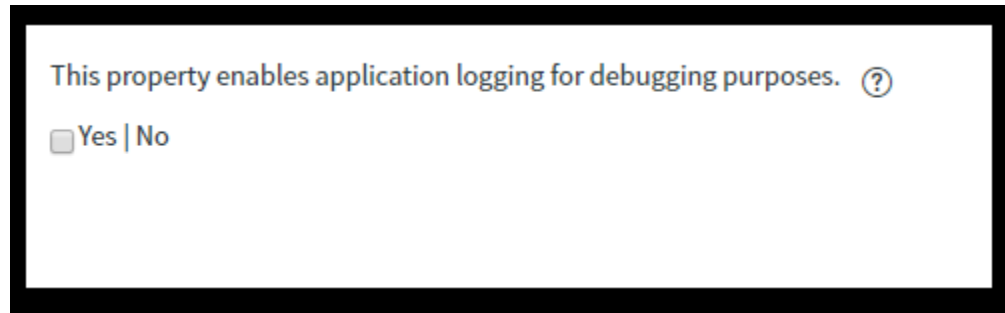 This property enables application logging for debugging purposes. ?
Yes | No